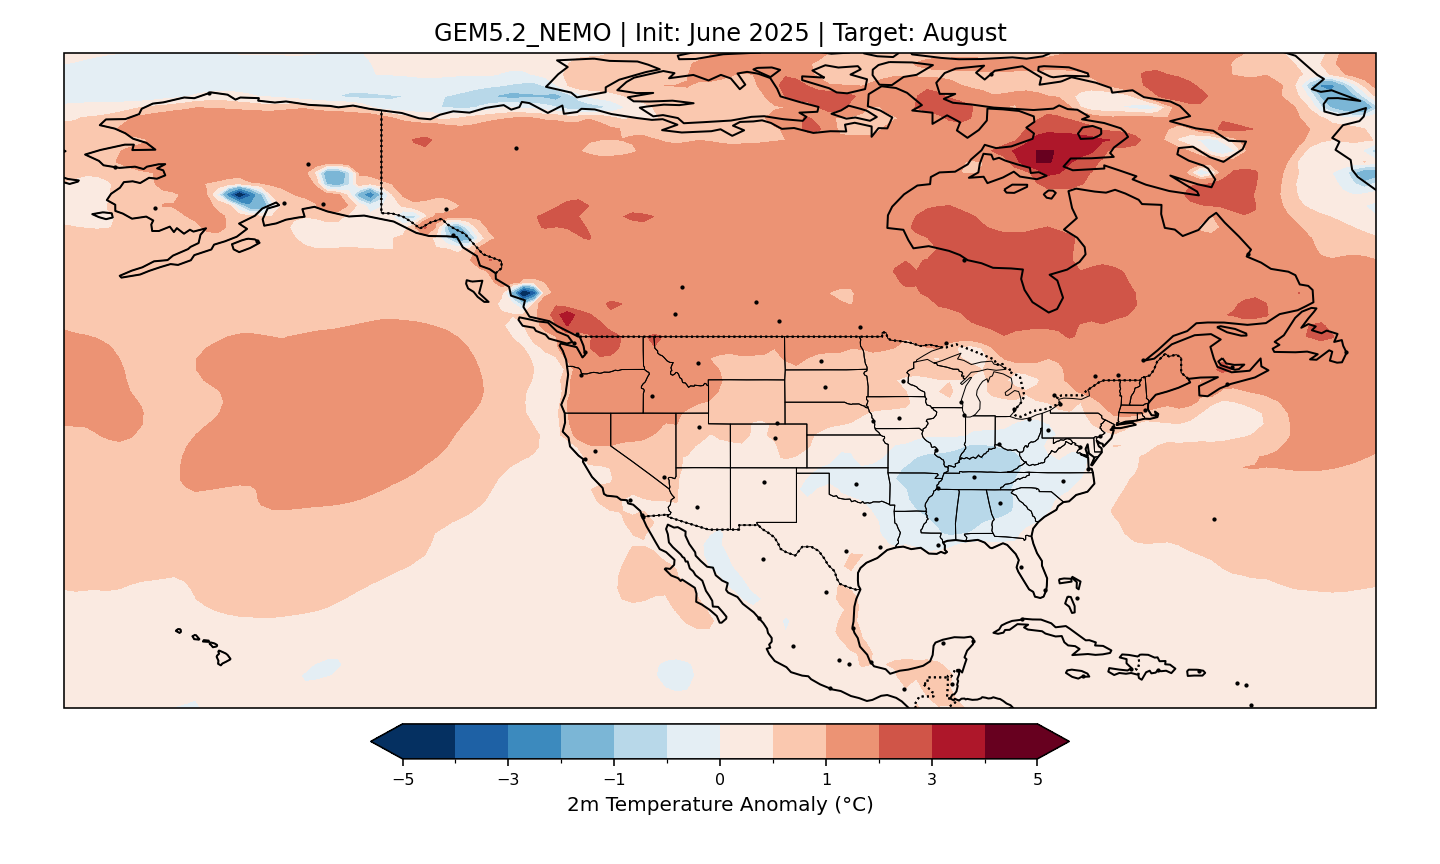 GEM5.2_NEMO | Init: June 2025 | Target: August
−5 −3 −1 0 1 3 5
2m Temperature Anomaly (°C)